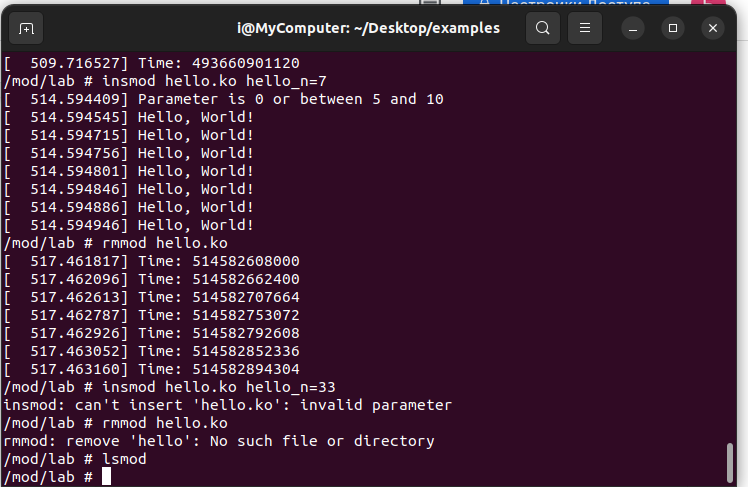 Настройки Доступа
i@MyComputer: ~/Desktop/examples
[  509.716527] Time: 493660901120
/mod/lab # insmod hello.ko hello_n=7
[  514.594409] Parameter is 0 or between 5 and 10
[  514.594545] Hello, World!
[  514.594715] Hello, World!
[  514.594756] Hello, World!
[  514.594801] Hello, World!
[  514.594846] Hello, World!
[  514.594886] Hello, World!
[  514.594946] Hello, World!
/mod/lab # rmmod hello.ko
[  517.461817] Time: 514582608000
[  517.462096] Time: 514582662400
[  517.462613] Time: 514582707664
[  517.462787] Time: 514582753072
[  517.462926] Time: 514582792608
[  517.463052] Time: 514582852336
[  517.463160] Time: 514582894304
/mod/lab # insmod hello.ko hello_n=33
insmod: can't insert 'hello.ko': invalid parameter
/mod/lab # rmmod hello.ko
rmmod: remove 'hello': No such file or directory
/mod/lab # lsmod
/mod/lab #